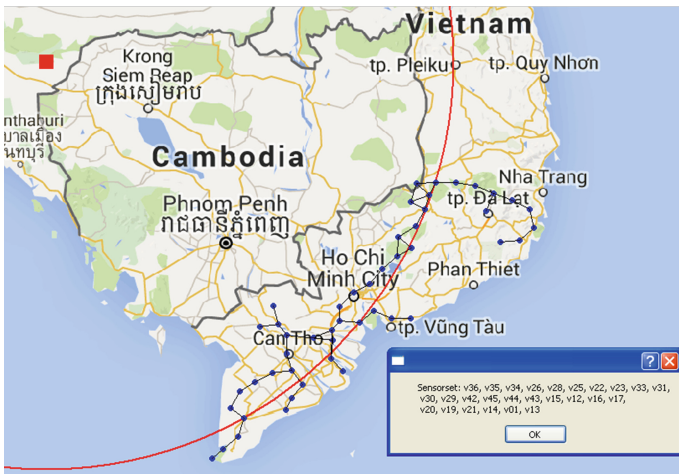 Vietnam
Krong
Siem Reap
ក្រុងសៀមរាប
tp. Pleiku
tp. Quy Nhơn
nthaburi
บาลเมือง
ันทบุรี
Cambodia
Nha Trang
tp. Đà Lạt
Phnom Penh
រាជធានីភ្នំពេញ
Ho Chi
Minh City
Phan Thiet
tp. Vũng Tàu
Can Tho
Sensorset: v36, v35, v34, v26, v28, v25, v22, v23, v33, v31,
v30, v29, v42, v45, v44, v43, v15, v12, v16, v17,
v20, v19, v21, v14, v01, v13
OK